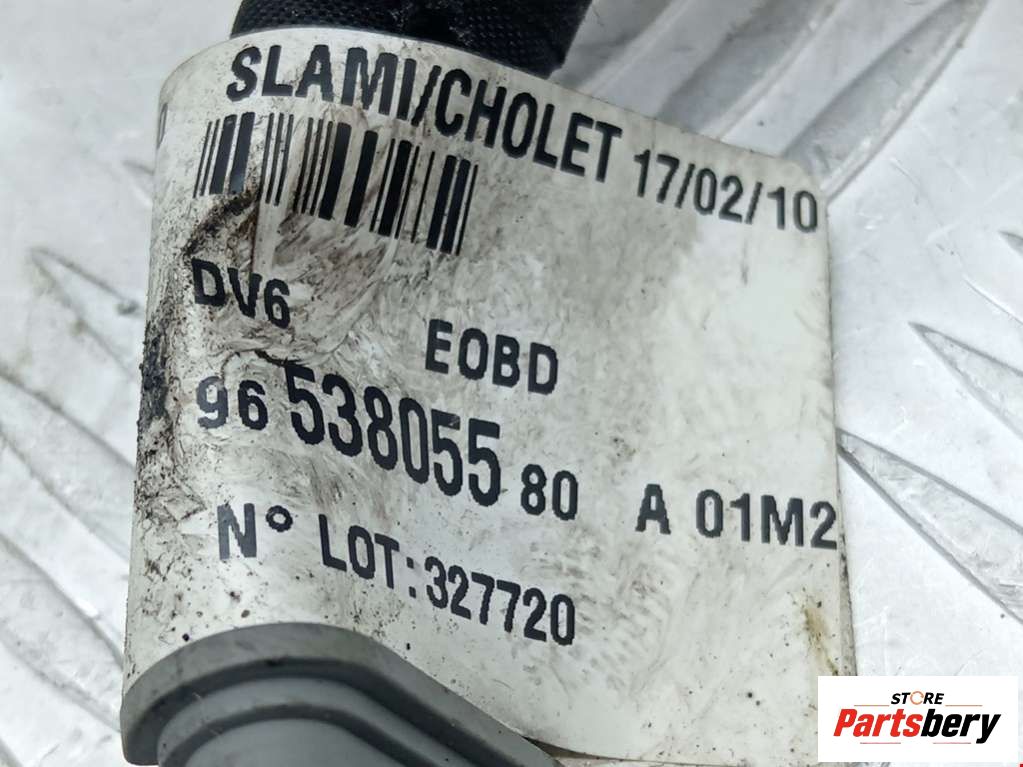 SLAMI/CHOLET 17/02/10
DV6
EOBD
96 538055 80 A 01M2
N° LOT:327720
STORE
Partsbery